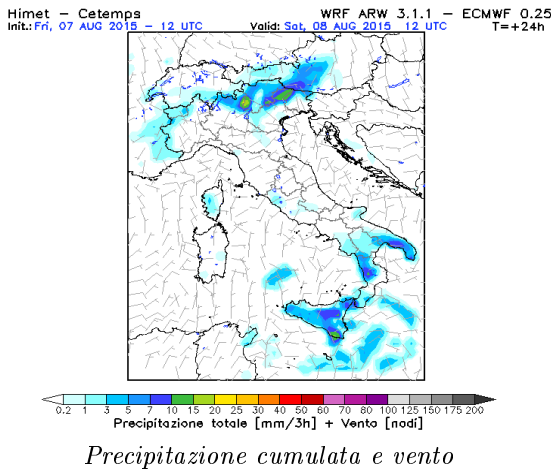 Himet – Cetemps WRF ARW 3.1.1 – ECMWF 0.25
Init.: Fri, 07 AUG 2015 – 12 UTC Valid: Sat, 08 AUG 2015 12 UTC T=+24h
0.2 1 3 5 7 10 15 20 25 30 40 50 60 70 80 100 125 150 175 200
Precipitazione totale [mm/3h] + Vento [nodi]
Precipitazione cumulata e vento